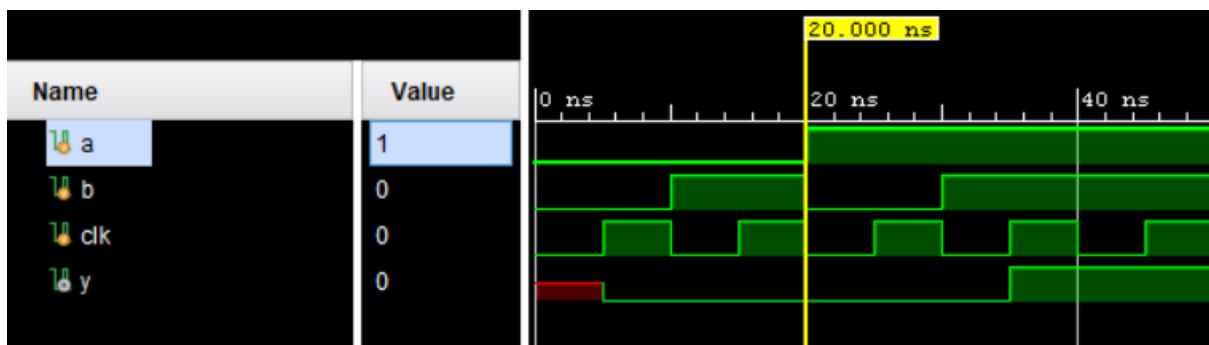 20.000 ns
Name Value 0 ns 20 ns 40 ns
a 1
b 0
clk 0
y 0